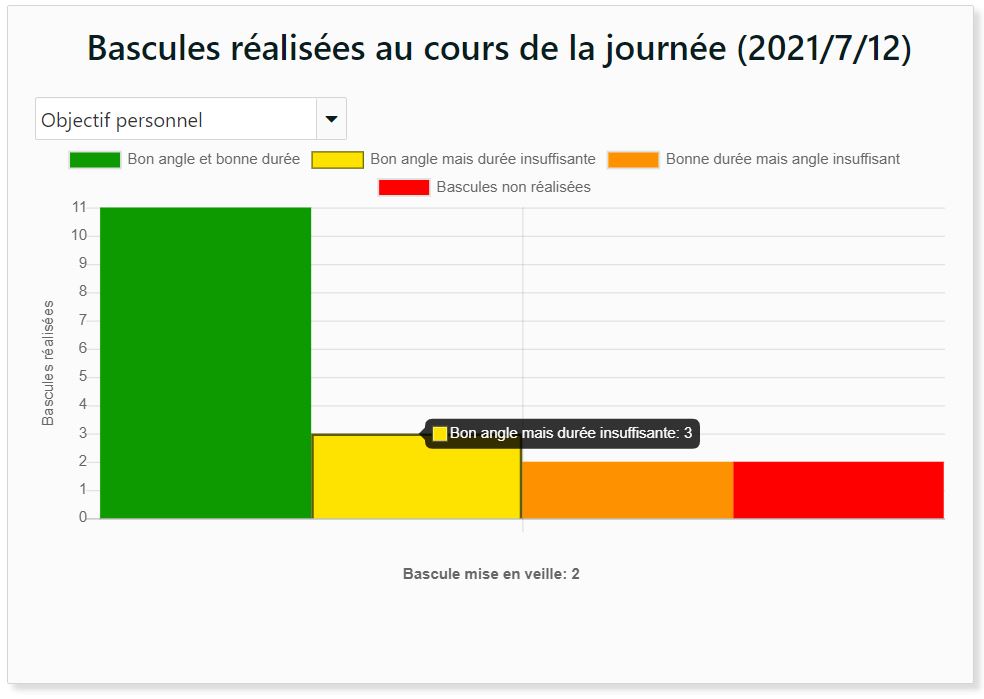 Bascules réalisées au cours de la journée (2021/7/12)
Objectif personnel
Bon angle et bonne durée
Bon angle mais durée insuffisante
Bonne durée mais angle insuffisant
Bascules non réalisées
Bascules réalisées
11
10
9
8
7
6
5
4
3
2
1
0
Bon angle mais durée insuffisante: 3
Bascule mise en veille: 2